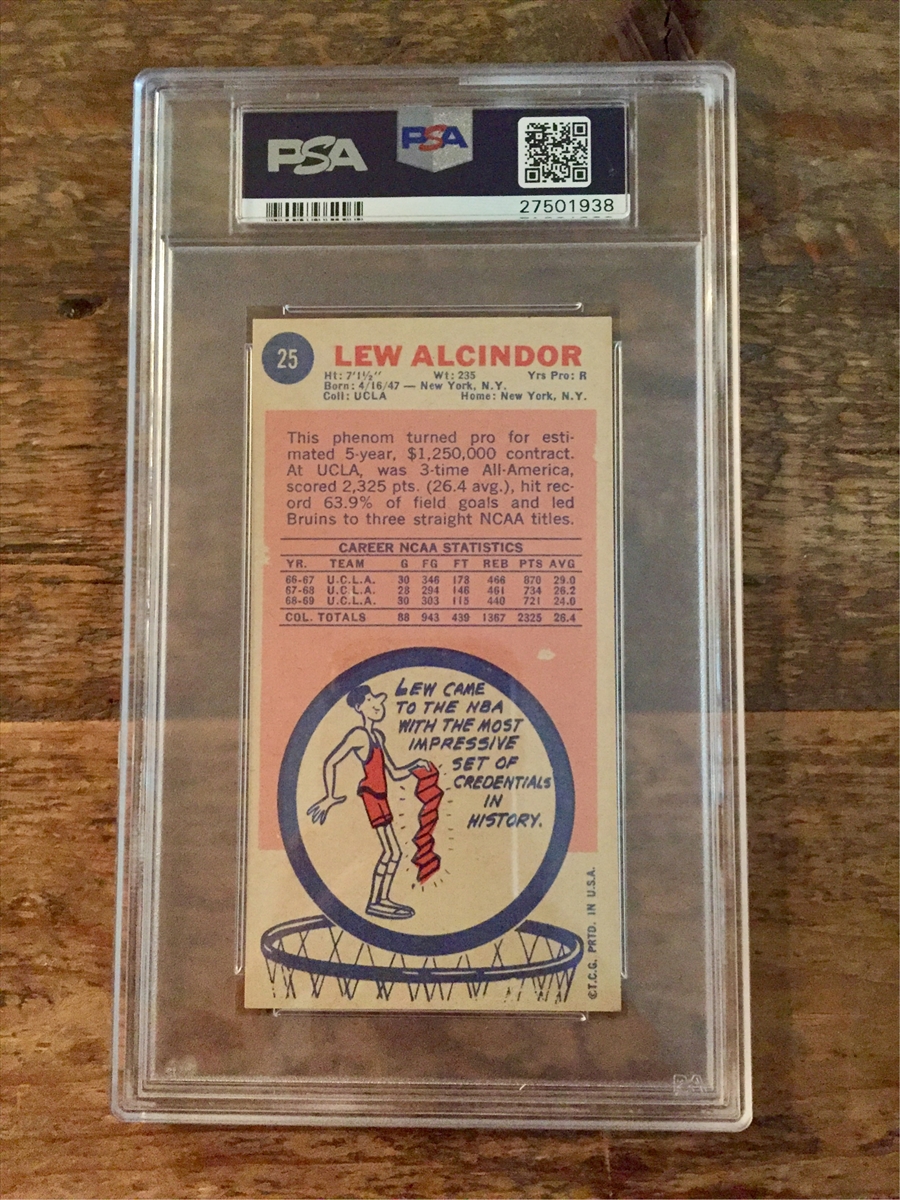 PSA PSA
27501938
25 LEW ALCINDOR
Ht: 7'1½" Wt: 235 Yrs Pro: R
Born: 4/16/47 — New York, N.Y.
Coll: UCLA Home: New York, N.Y.
This phenom turned pro for esti-
mated 5-year, $1,250,000 contract.
At UCLA, was 3-time All-America,
scored 2,325 pts. (26.4 avg.), hit rec-
ord 63.9% of field goals and led
Bruins to three straight NCAA titles.
CAREER NCAA STATISTICS
YR. TEAM G FG FT REB PTS AVG
66-67 U.C.L.A. 30 346 178 466 870 29.0
67-68 U.C.L.A. 28 294 146 461 734 26.2
68-69 U.C.L.A. 30 303 115 440 721 24.0
COL. TOTALS 88 943 439 1367 2325 26.4
LEW CAME
TO THE NBA
WITH THE MOST
IMPRESSIVE
SET OF
CREDENTIALS
IN
HISTORY.
©T.C.G. PRTD. IN U.S.A.
PSA